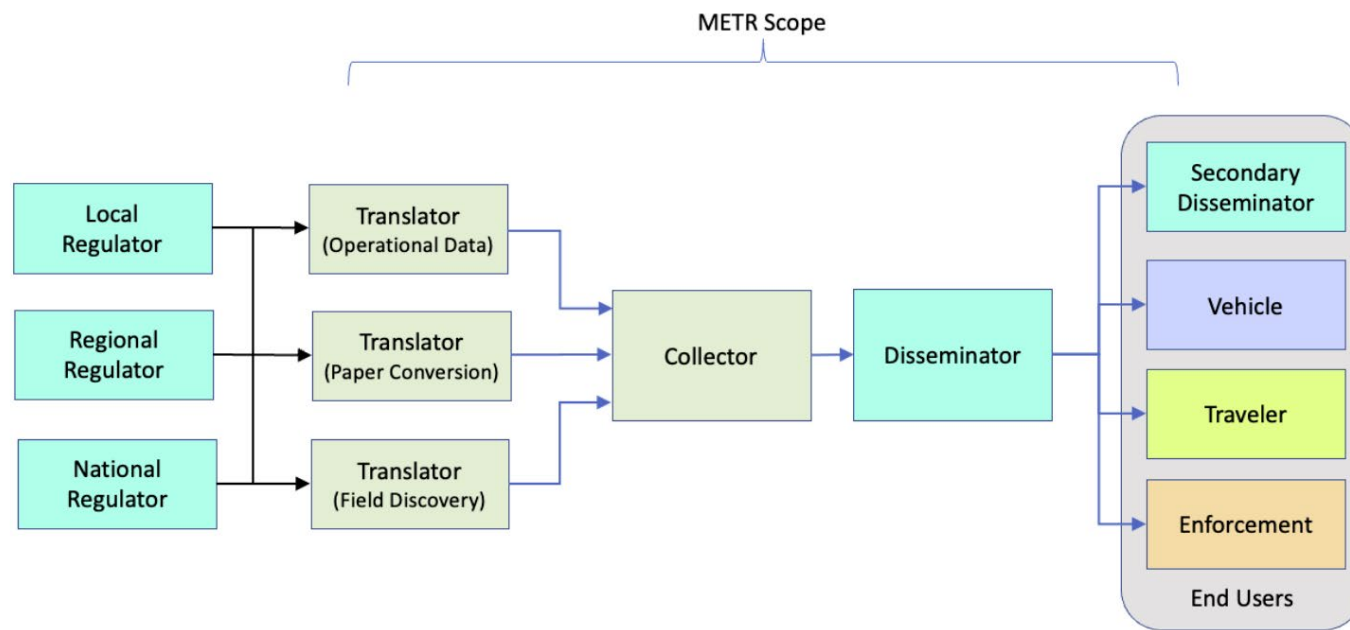 METR Scope
Local
Regulator
Regional
Regulator
National
Regulator
Translator
(Operational Data)
Translator
(Paper Conversion)
Translator
(Field Discovery)
Collector
Disseminator
Secondary
Disseminator
Vehicle
Traveler
Enforcement
End Users